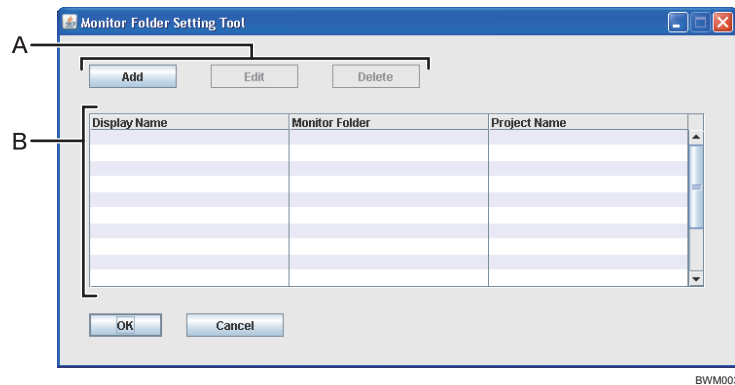 Monitor Folder Setting Tool
A
Add Edit Delete
B
Display Name Monitor Folder Project Name
OK Cancel